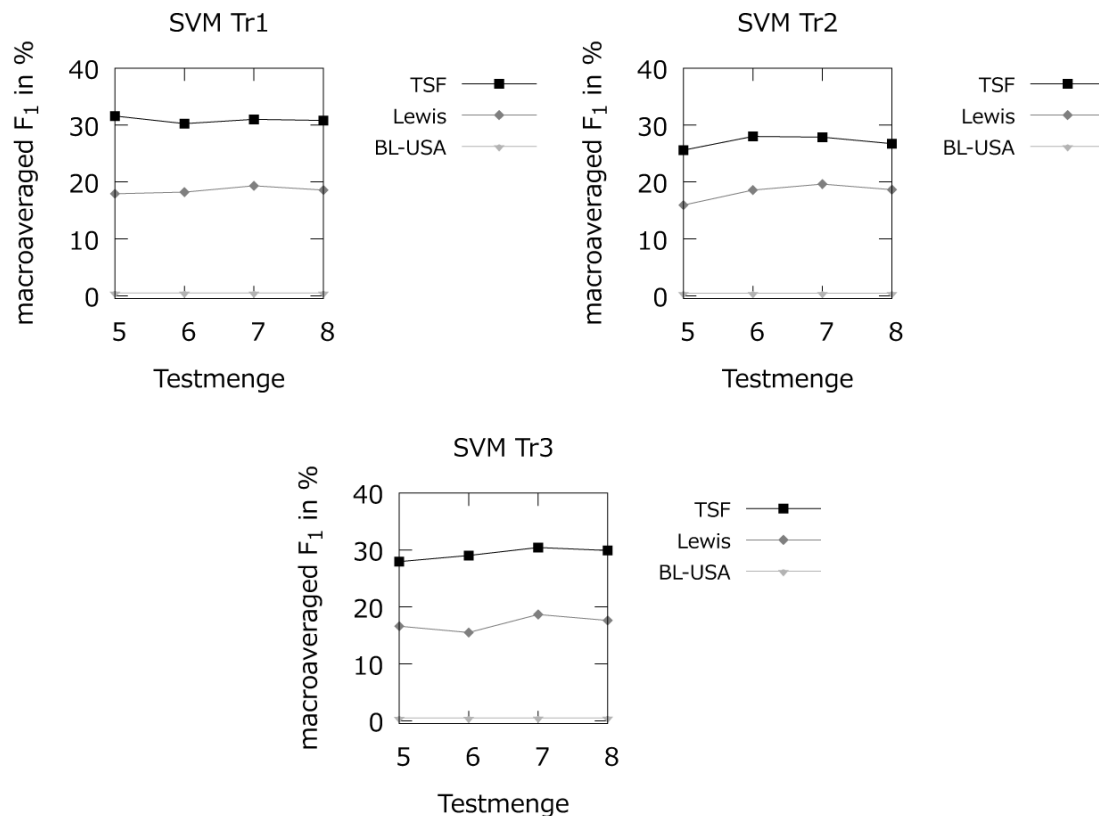 SVM Tr1
macroaveraged F1 in %
40
30
20
10
0
5 6 7 8
Testmenge
TSF
Lewis
BL-USA
SVM Tr2
macroaveraged F1 in %
40
30
20
10
0
5 6 7 8
Testmenge
TSF
Lewis
BL-USA
SVM Tr3
macroaveraged F1 in %
40
30
20
10
0
5 6 7 8
Testmenge
TSF
Lewis
BL-USA